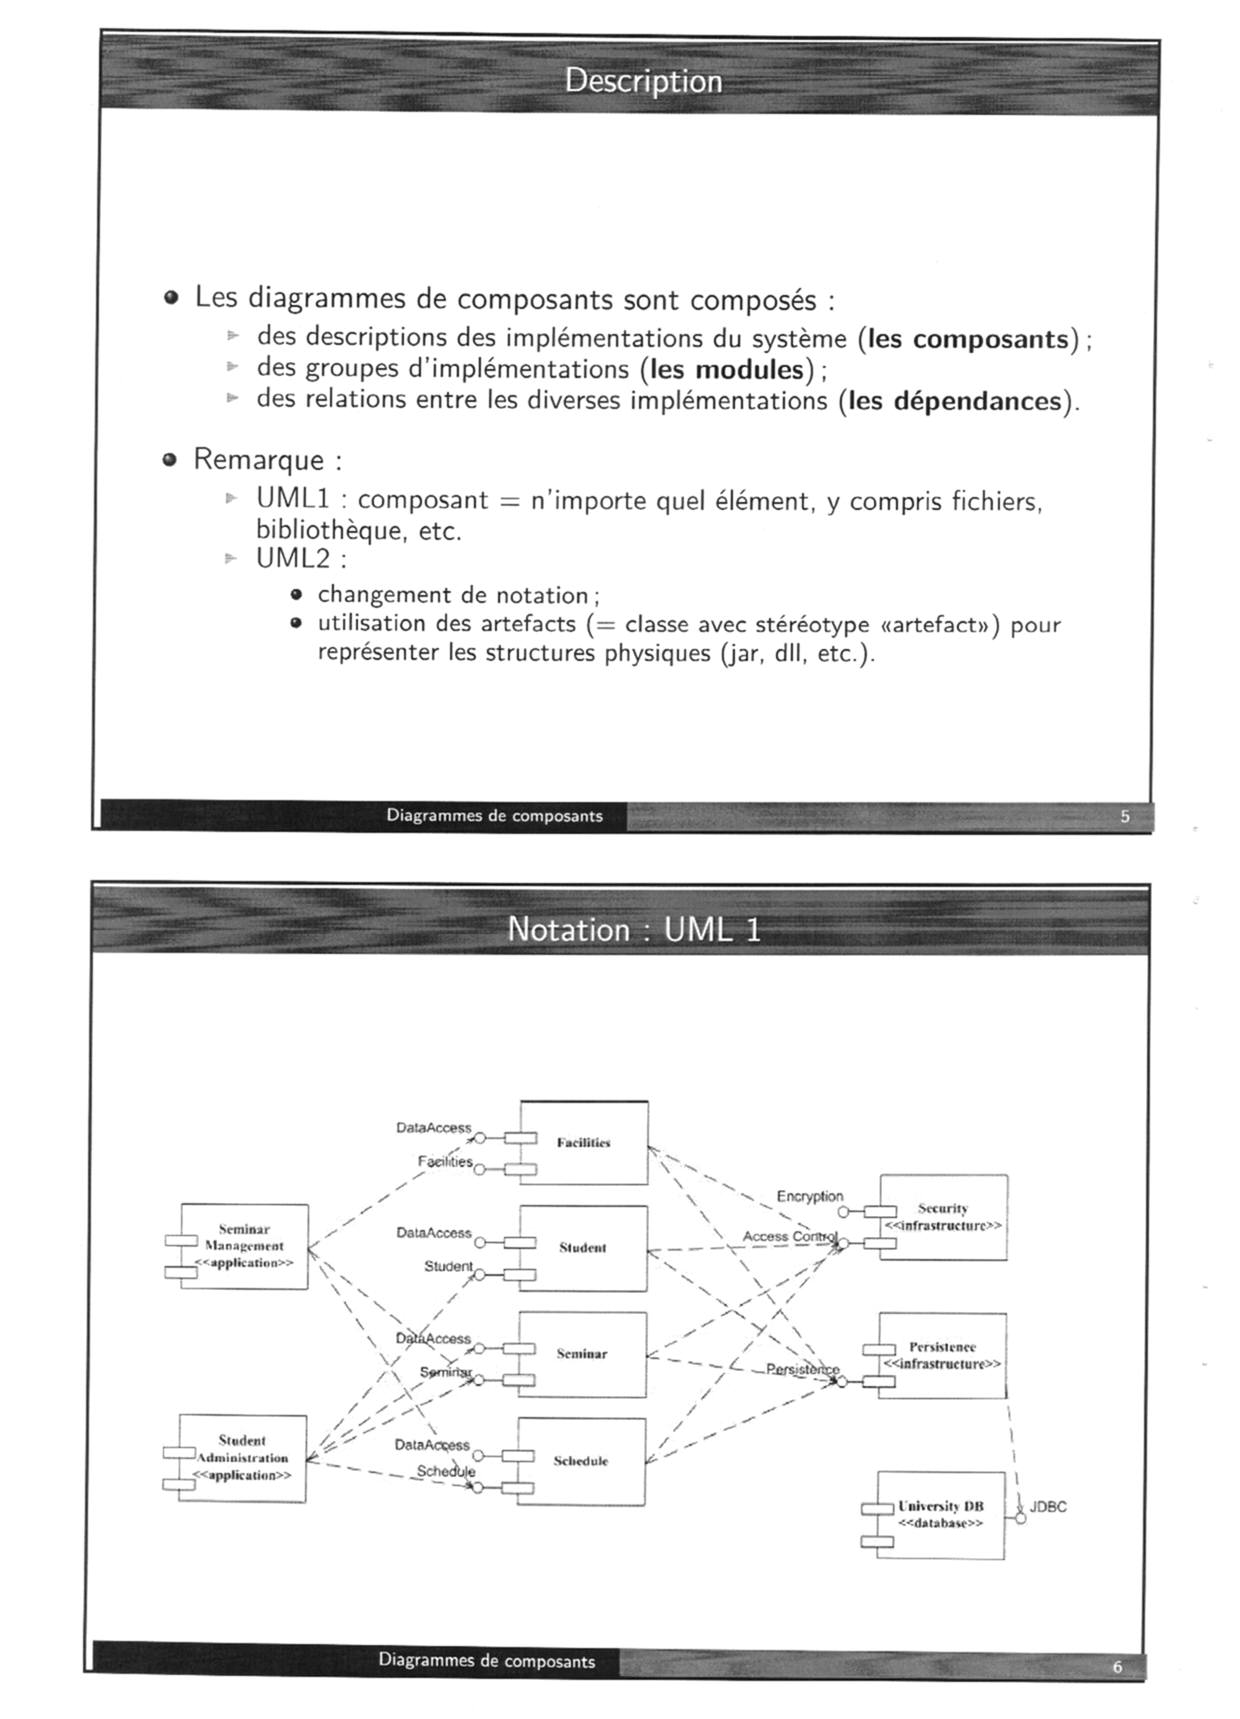 Description
Les diagrammes de composants sont composés :
des descriptions des implémentations du système (les composants) ;
des groupes d'implémentations (les modules) ;
des relations entre les diverses implémentations (les dépendances).
Remarque :
UML1 : composant = n'importe quel élément, y compris fichiers,
bibliothèque, etc.
UML2 :
changement de notation ;
utilisation des artefacts (= classe avec stéréotype «artefact») pour
représenter les structures physiques (jar, dll, etc.).
Diagrammes de composants 5
Notation : UML 1
DataAccess
Facilities
Facilities
Seminar
Management
<<application>>
DataAccess
Student
Student
DataAccess
Seminar
Seminar
Student
Administration
<<application>>
DataAccess
Schedule
Schedule
Encryption
Access Control
Security
<<infrastructure>>
Persistence
Persistence
<<infrastructure>>
University DB
<<database>>
JDBC
Diagrammes de composants 6